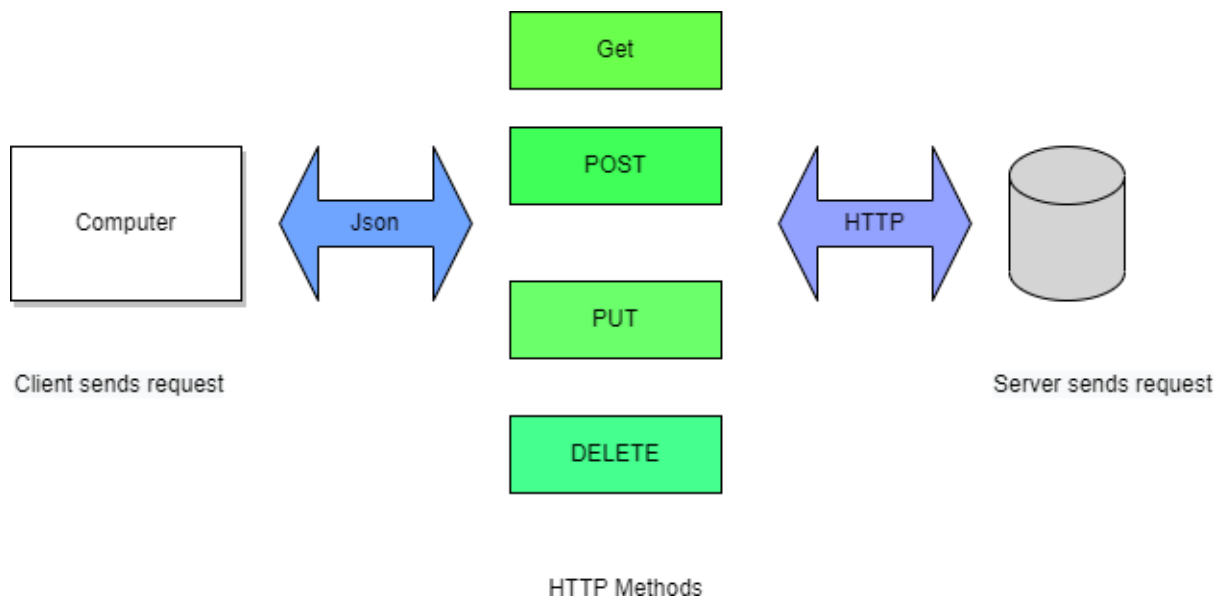 Get
POST
Computer
Json
HTTP
PUT
Client sends request
Server sends request
DELETE
HTTP Methods